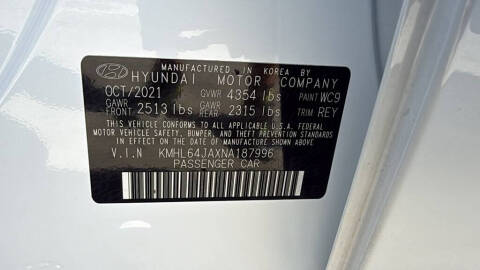 MANUFACTURED IN KOREA BY
HYUNDAI MOTOR COMPANY
OCT/2021 GVWR 4354 lbs PAINT WC9
GAWR FRONT 2513 lbs GAWR REAR 2315 lbs TRIM REY
THIS VEHICLE CONFORMS TO ALL APPLICABLE U.S.A. FEDERAL
MOTOR VEHICLE SAFETY, BUMPER, AND THEFT PREVENTION STANDARDS
IN EFFECT ON THE DATE OF MANUFACTURE SHOWN ABOVE
V.I.N KMHL64JAXNA187996
PASSENGER CAR